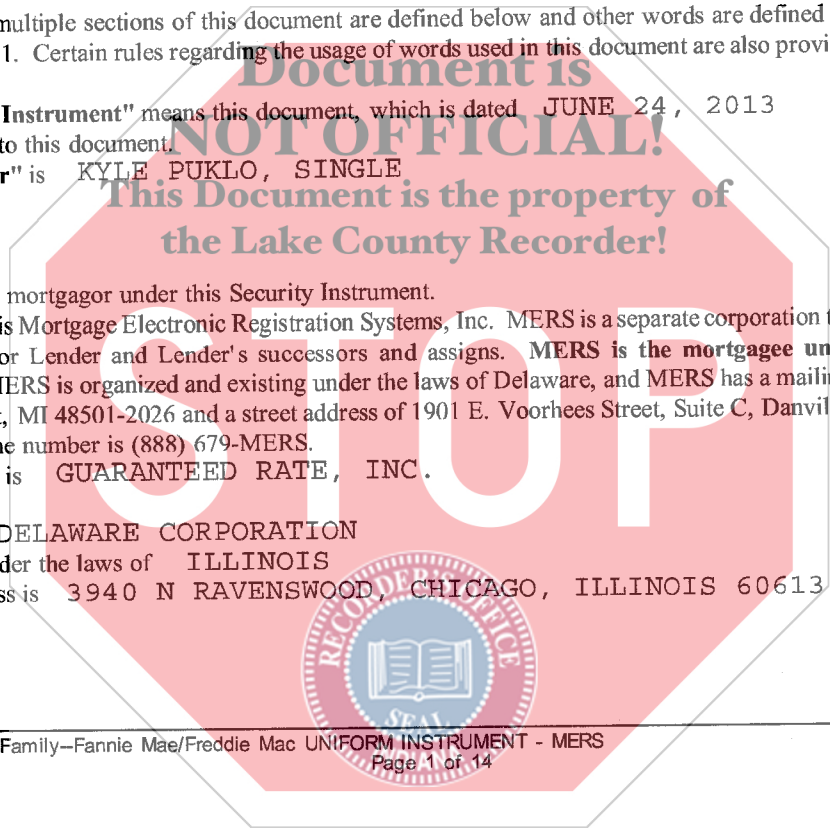 multiple sections of this document are defined below and other words are defined
1. Certain rules regarding the usage of words used in this document are also provi
Document is
Instrument" means this document, which is dated JUNE 24, 2013
NOT OFFICIAL!
to this document.
r" is KYLE PUKLO, SINGLE
This Document is the property of
the Lake County Recorder!
mortgagor under this Security Instrument.
is Mortgage Electronic Registration Systems, Inc. MERS is a separate corporation t
or Lender and Lender's successors and assigns. MERS is the mortgagee un
MERS is organized and existing under the laws of Delaware, and MERS has a mailin
, MI 48501-2026 and a street address of 1901 E. Voorhees Street, Suite C, Danvil
ne number is (888) 679-MERS.
STOP
is GUARANTEED RATE, INC.
DELAWARE CORPORATION
der the laws of ILLINOIS
ss is 3940 N RAVENSWOOD, CHICAGO, ILLINOIS 60613
RECORDER'S OFFICE
SEAL
INDIANA
Family--Fannie Mae/Freddie Mac UNIFORM INSTRUMENT - MERS
Page 1 of 14